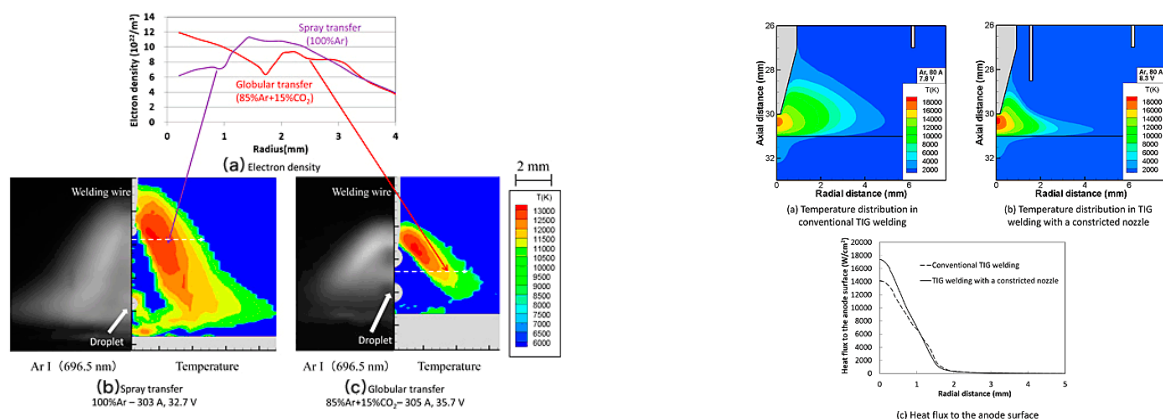 Elctron density (10²²/m³)
14
12
10
8
6
4
2
0
Spray transfer
(100%Ar)
Globular transfer
(85%Ar+15%CO₂)
0
1
2
3
4
Radius(mm)
(a) Electron density
Welding wire
Droplet
Ar I (696.5 nm)
Temperature
(b) Spray transfer
100%Ar – 303 A, 32.7 V
Welding wire
Droplet
Ar I (696.5 nm)
Temperature
(c) Globular transfer
85%Ar+15%CO₂– 305 A, 35.7 V
2 mm
T(K)
13000
12500
12000
11500
11000
10500
10000
9500
9000
8500
8000
7500
7000
6500
6000
Axial distance (mm)
26
28
30
32
34
Ar, 80 A
7.8 V
T(K)
18000
16000
14000
12000
10000
8000
6000
4000
2000
0
2
4
6
Radial distance (mm)
(a) Temperature distribution in
conventional TIG welding
Axial distance (mm)
26
28
30
32
34
Ar, 80 A
8.3 V
T(K)
18000
16000
14000
12000
10000
8000
6000
4000
2000
0
2
4
6
Radial distance (mm)
(b) Temperature distribution in TIG
welding with a constricted nozzle
Heat flux to the anode surface (W/cm²)
20000
18000
16000
14000
12000
10000
8000
6000
4000
2000
0
Conventional TIG welding
TIG welding with a constricted nozzle
0
1
2
3
4
5
Radial distance (mm)
(c) Heat flux to the anode surface